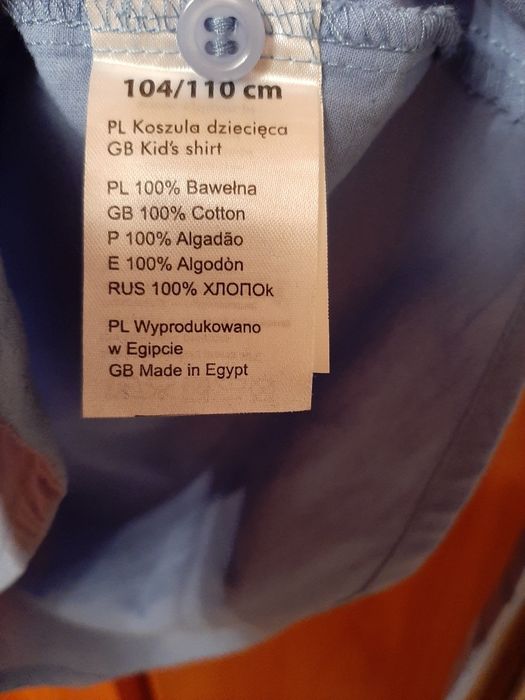 104/110 cm
PL Koszula dziecięca
GB Kid's shirt
PL 100% Bawełna
GB 100% Cotton
P 100% Algadão
E 100% Algodòn
RUS 100% ХЛОПОk
PL Wyprodukowano
w Egipcie
GB Made in Egypt